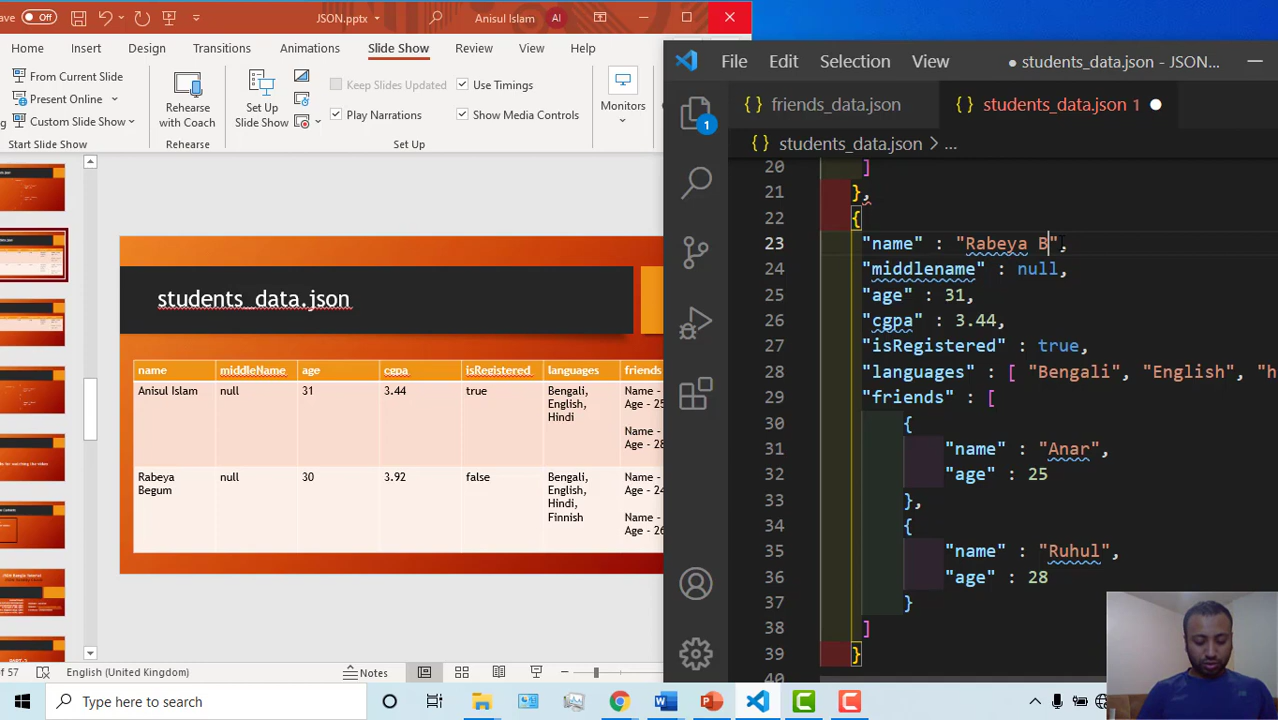 ave Off JSON.pptx Anisul Islam AI
Home Insert Design Transitions Animations Slide Show Review View Help
From Current Slide
Present Online
Custom Slide Show
Start Slide Show
Rehearse
with Coach
Rehearse
Set Up
Slide Show
Keep Slides Updated
Play Narrations
Use Timings
Show Media Controls
Set Up
Monitors
students_data.json
name middleName age cgpa isRegistered languages friends
Anisul Islam null 31 3.44 true Bengali,
English,
Hindi
Name -
Age - 25
Name -
Age - 28
Rabeya
Begum
null 30 3.92 false Bengali,
English,
Hindi,
Finnish
Name -
Age - 24
Name -
Age - 26
of 57 English (United Kingdom) Notes
File Edit Selection View ● students_data.json - JSON...
{} friends_data.json {} students_data.json 1 ●
{} students_data.json > ...
1
20 ]
21 },
22 {
23 "name" : "Rabeya B",
24 "middlename" : null,
25 "age" : 31,
26 "cgpa" : 3.44,
27 "isRegistered" : true,
28 "languages" : [ "Bengali", "English", "h
29 "friends" : [
30 {
31 "name" : "Anar",
32 "age" : 25
33 },
34 {
35 "name" : "Ruhul",
36 "age" : 28
37 }
38 ]
39 }
40
Type here to search